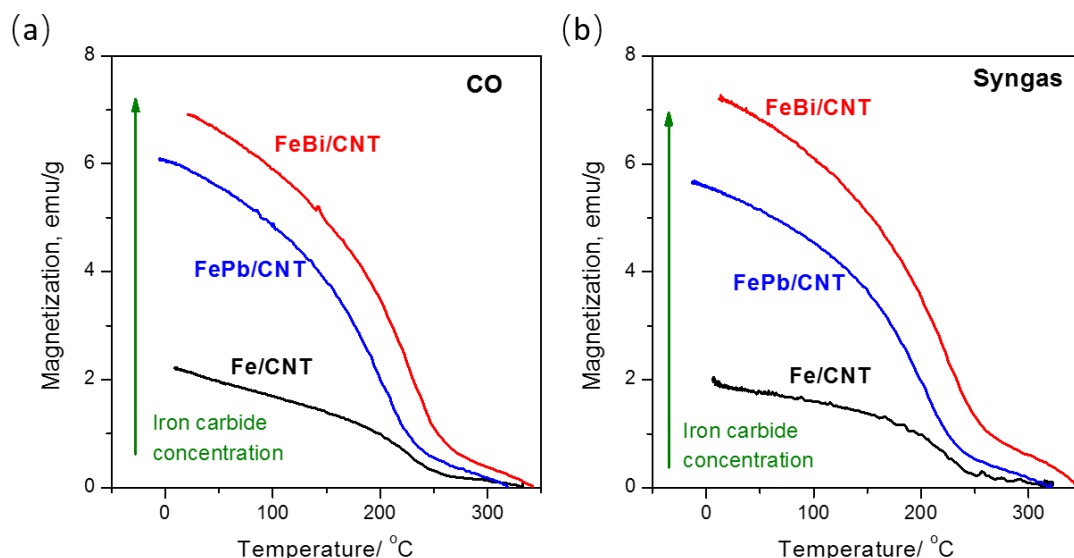 (a)
8
6
4
2
0
Magnetization, emu/g
CO
FeBi/CNT
FePb/CNT
Fe/CNT
Iron carbide
concentration
0 100 200 300
Temperature/ °C
(b)
8
6
4
2
0
Magnetization, emu/g
Syngas
FeBi/CNT
FePb/CNT
Fe/CNT
Iron carbide
concentration
0 100 200 300
Temperature/ °C